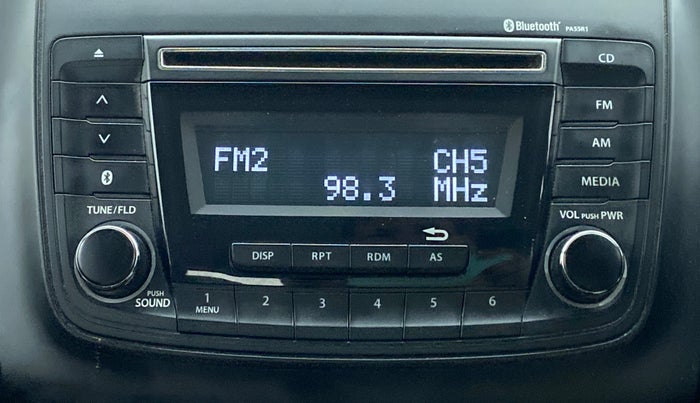 Bluetooth® PA5SR1
CD
FM
AM
MEDIA
FM2 CH5
98.3 MHz
TUNE/FLD
VOL PUSH PWR
DISP RPT RDM AS
PUSH
SOUND
1 2 3 4 5 6
MENU